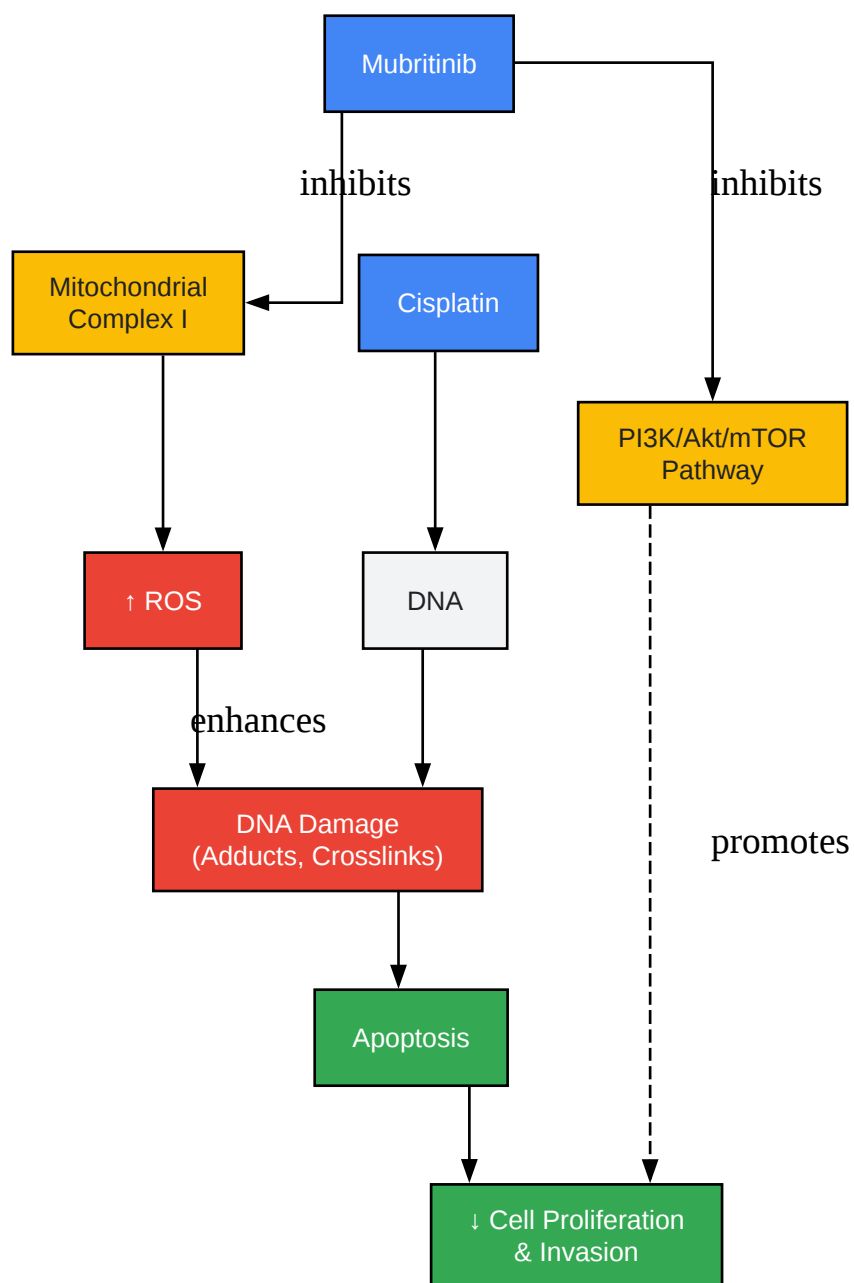 Mubritinib
inhibits
inhibits
Mitochondrial
Complex I
Cisplatin
PI3K/Akt/mTOR
Pathway
↑ ROS
DNA
enhances
DNA Damage
(Adducts, Crosslinks)
promotes
Apoptosis
↓ Cell Proliferation
& Invasion